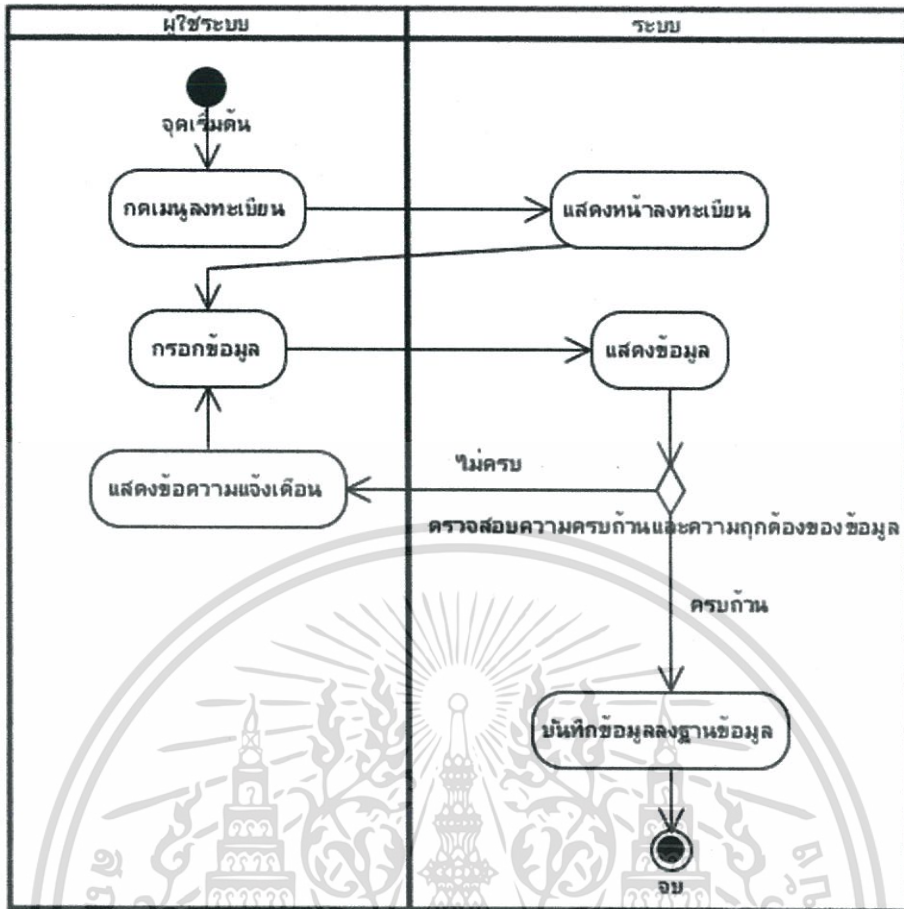 ผู้ใช้ระบบ
ระบบ
จุดเริ่มต้น
กดเมนูลงทะเบียน
แสดงหน้าลงทะเบียน
กรอกข้อมูล
แสดงข้อมูล
แสดงข้อความแจ้งเตือน
ไม่ครบ
ตรวจสอบความครบถ้วนและความถูกต้องของข้อมูล
ครบถ้วน
บันทึกข้อมูลลงฐานข้อมูล
จบ